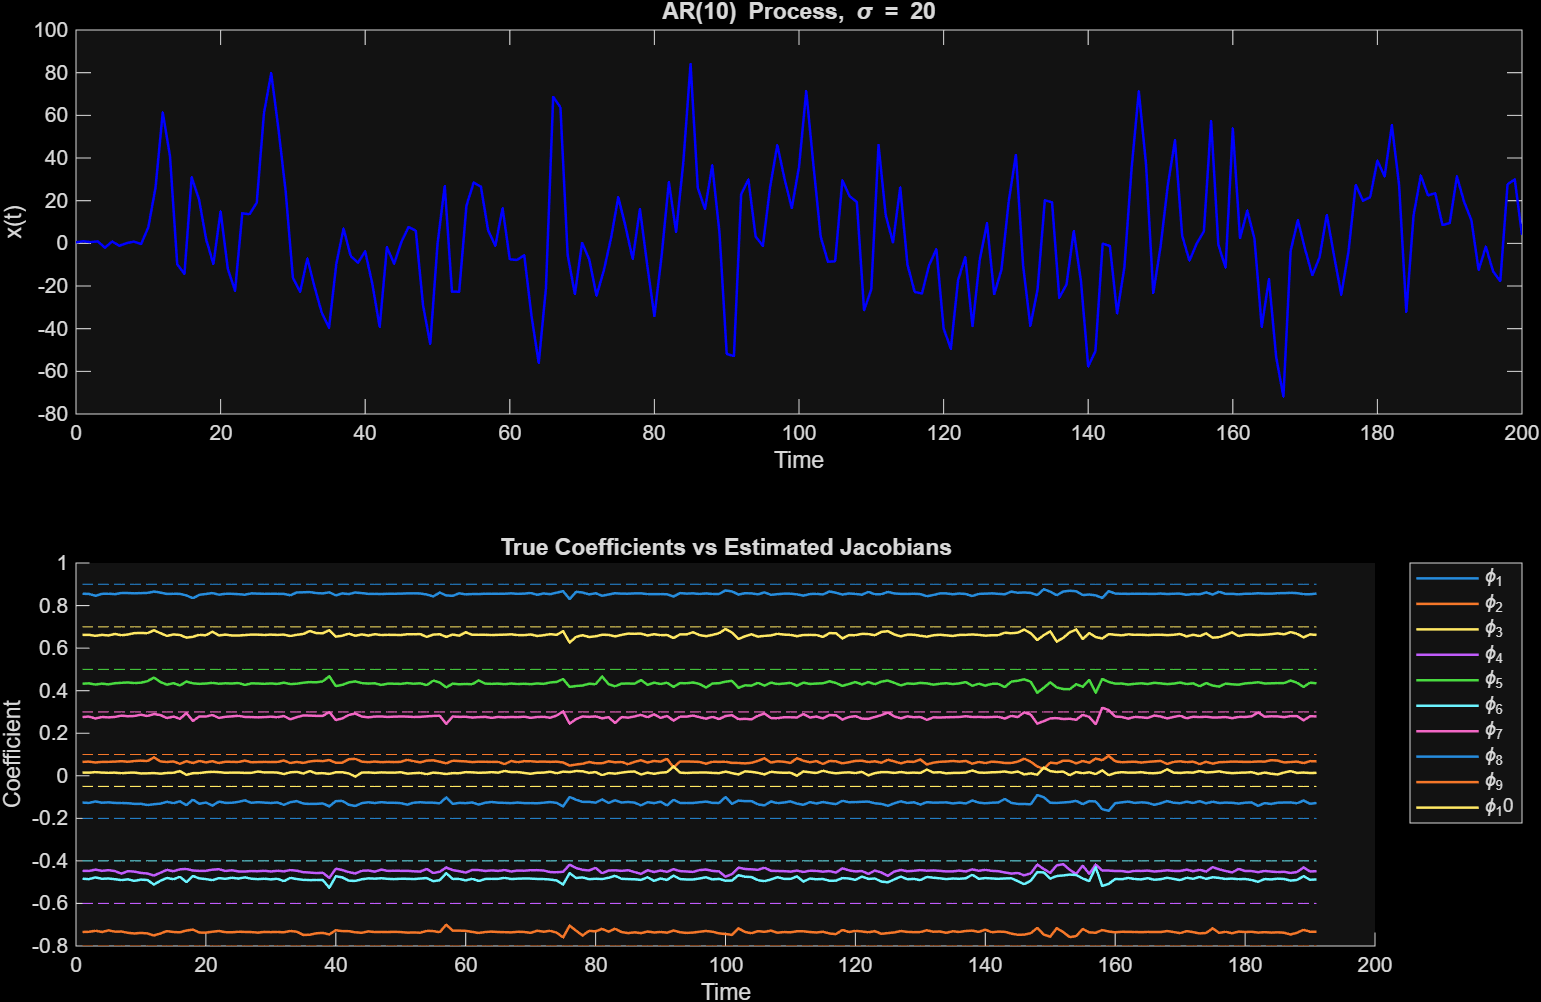 AR(10) Process, σ = 20
x(t)
100
80
60
40
20
0
-20
-40
-60
-80
0 20 40 60 80 100 120 140 160 180 200
Time
True Coefficients vs Estimated Jacobians
Coefficient
1
0.8
0.6
0.4
0.2
0
-0.2
-0.4
-0.6
-0.8
0 20 40 60 80 100 120 140 160 180 200
Time
ϕ₁
ϕ₂
ϕ₃
ϕ₄
ϕ₅
ϕ₆
ϕ₇
ϕ₈
ϕ₉
ϕ₁0